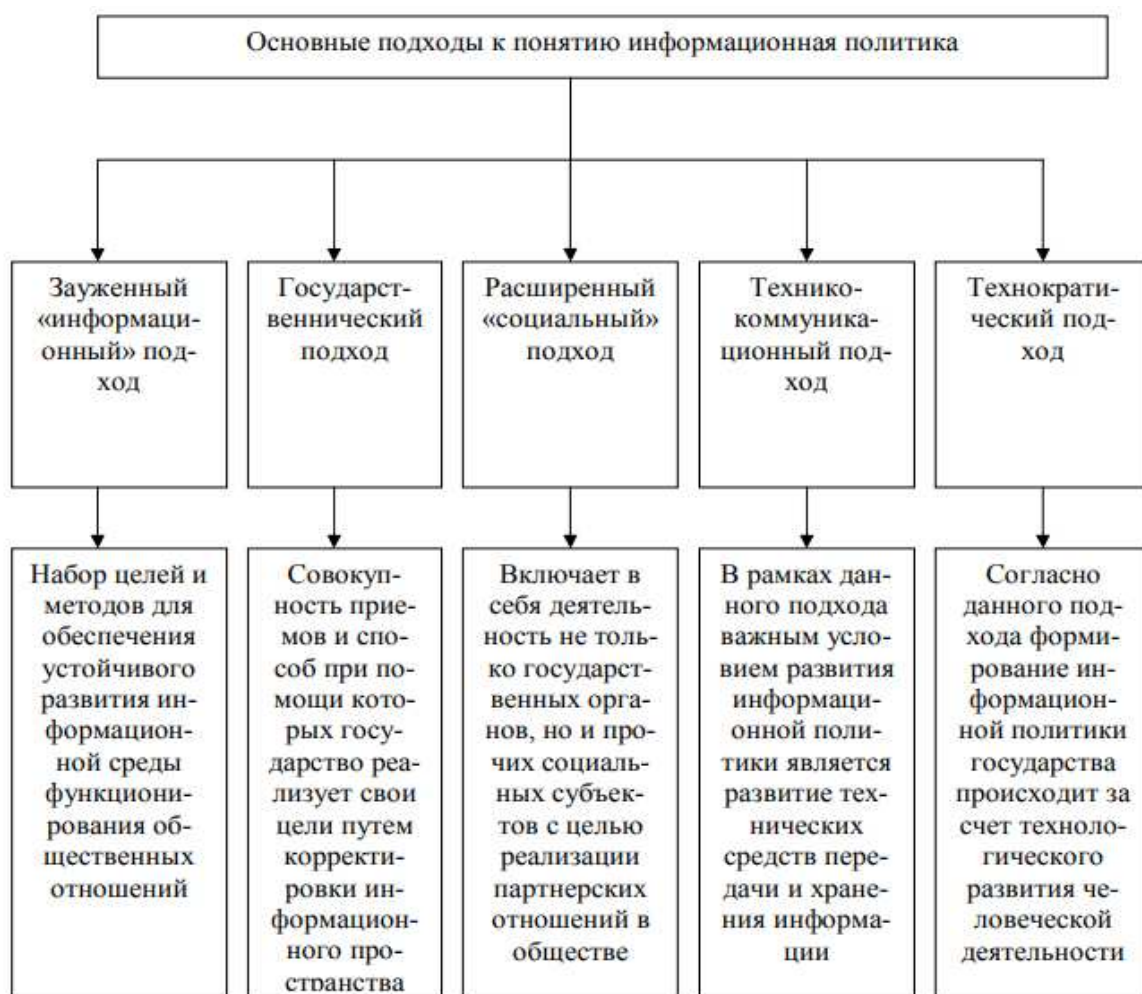 Основные подходы к понятию информационная политика
Зауженный
«информаци-
онный» под-
ход
Государст-
веннический
подход
Расширенный
«социальный»
подход
Технико-
коммуника-
ционный под-
ход
Технократи-
ческий под-
ход
Набор целей и
методов для
обеспечения
устойчивого
развития ин-
формацион-
ной среды
функциони-
рования об-
щественных
отношений
Совокуп-
ность прие-
мов и спо-
соб при по-
мощи кото-
рых госу-
дарство реа-
лизует свои
цели путем
корректи-
ровки ин-
формацион-
ного про-
странства
Включает в
себя деятель-
ность не толь-
ко государст-
венных орга-
нов, но и про-
чих социаль-
ных субъек-
тов с целью
реализации
партнерских
отношений в
обществе
В рамках дан-
ного подхода
важным усло-
вием развития
информаци-
онной поли-
тики является
развитие тех-
нических
средств пере-
дачи и хране-
ния информа-
ции
Согласно
данного под-
хода форми-
рование ин-
формацион-
ной политики
государства
происходит за
счет техноло-
гического
развития че-
ловеческой
деятельности